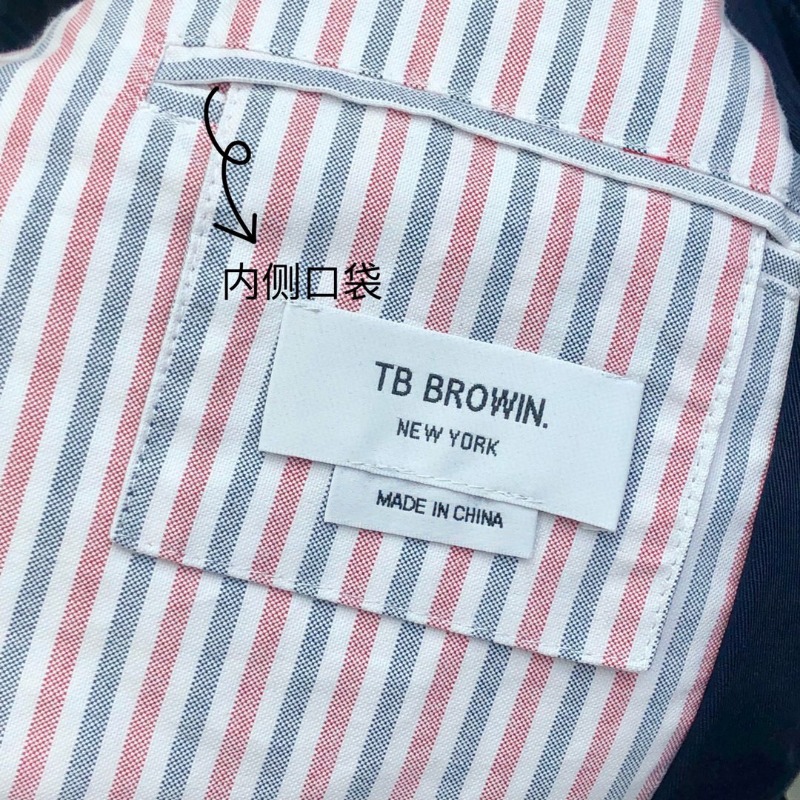 内侧口袋
TB BROWIN.
NEW YORK
MADE IN CHINA